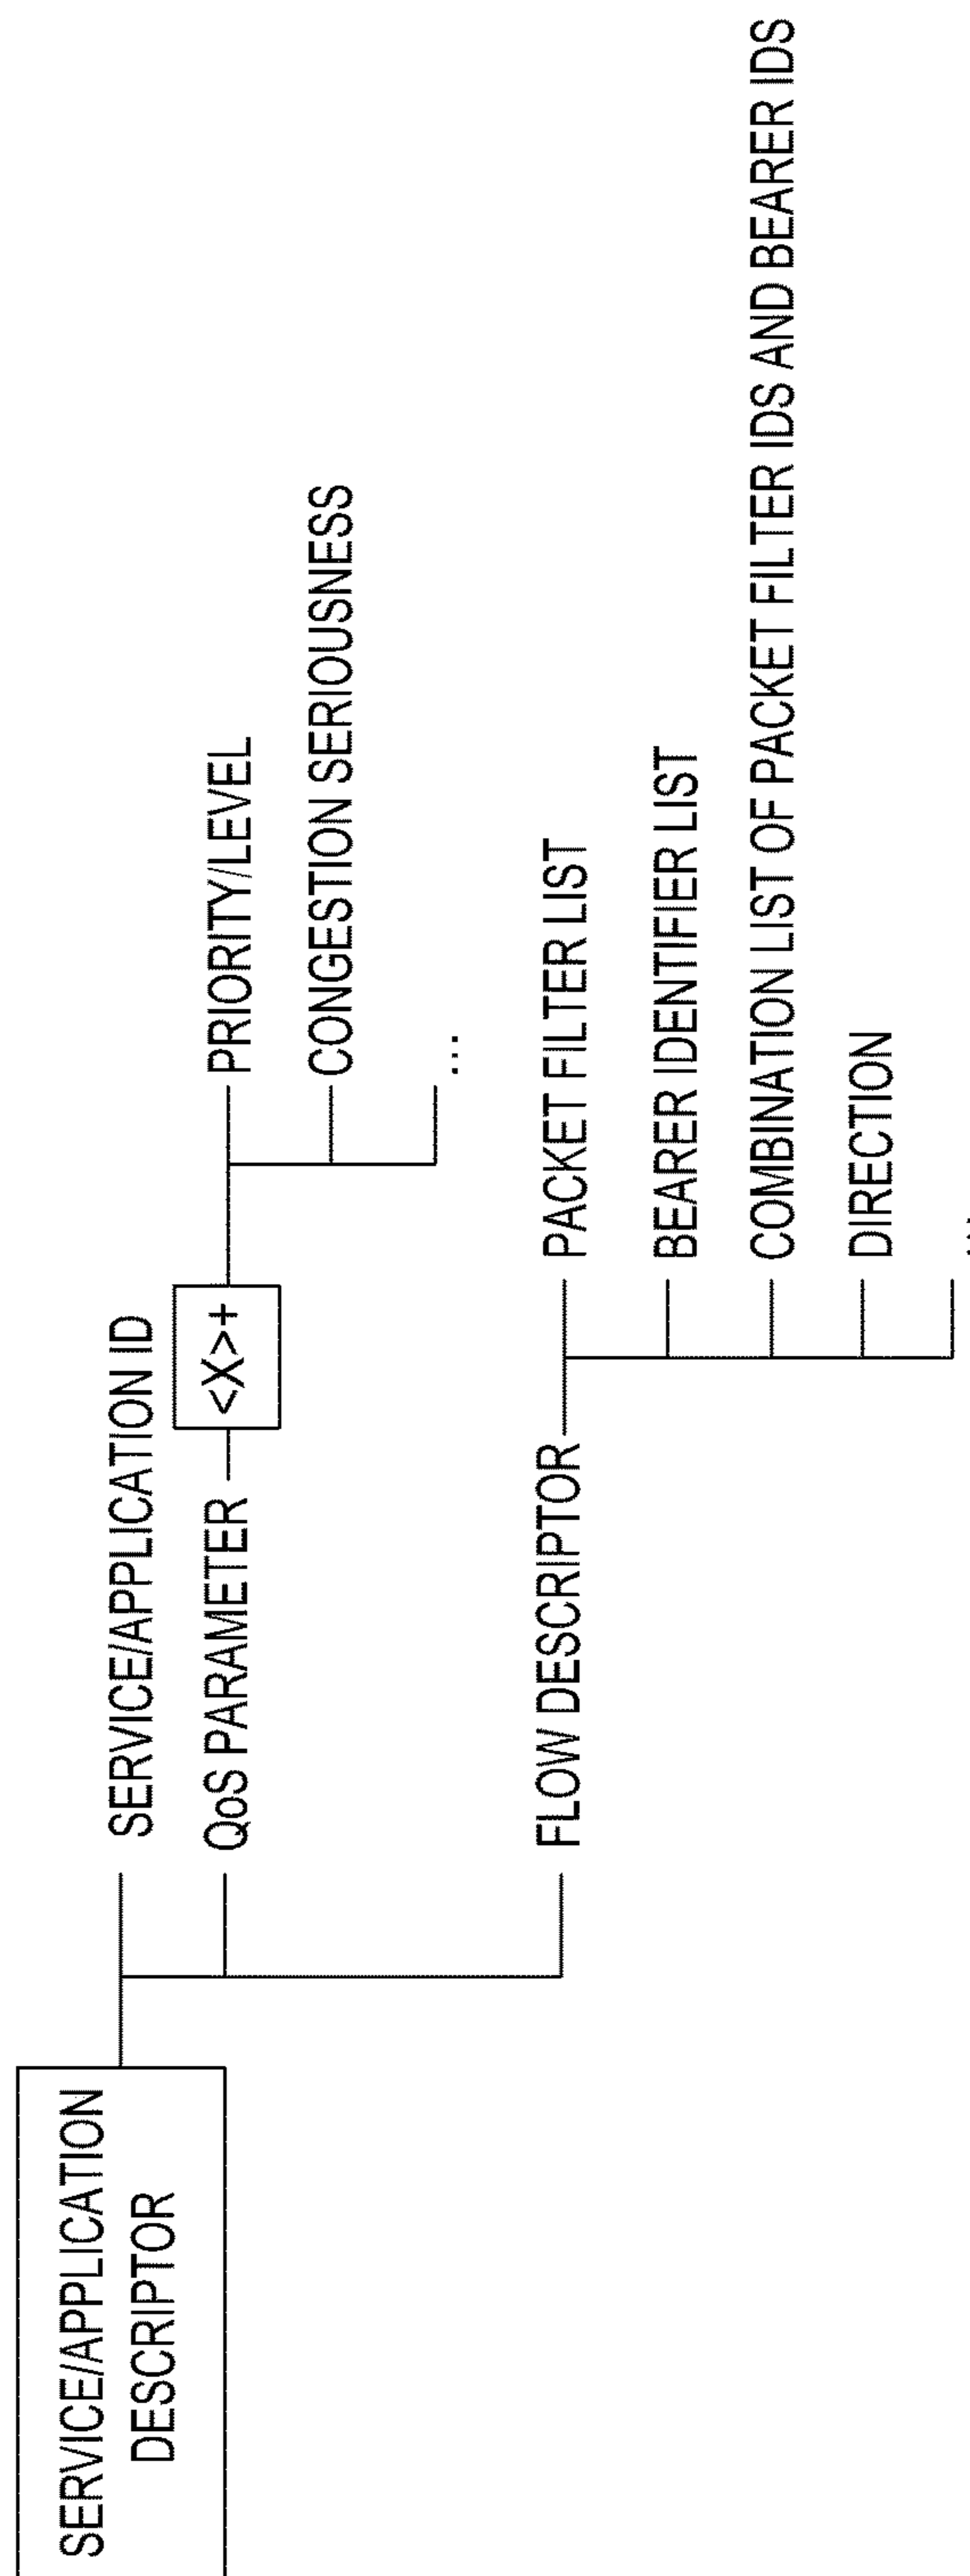 SERVICE/APPLICATION
DESCRIPTOR
SERVICE/APPLICATION ID
QoS PARAMETER
<X>+
PRIORITY/LEVEL
CONGESTION SERIOUSNESS
...
FLOW DESCRIPTOR
PACKET FILTER LIST
BEARER IDENTIFIER LIST
COMBINATION LIST OF PACKET FILTER IDS AND BEARER IDS
DIRECTION
...